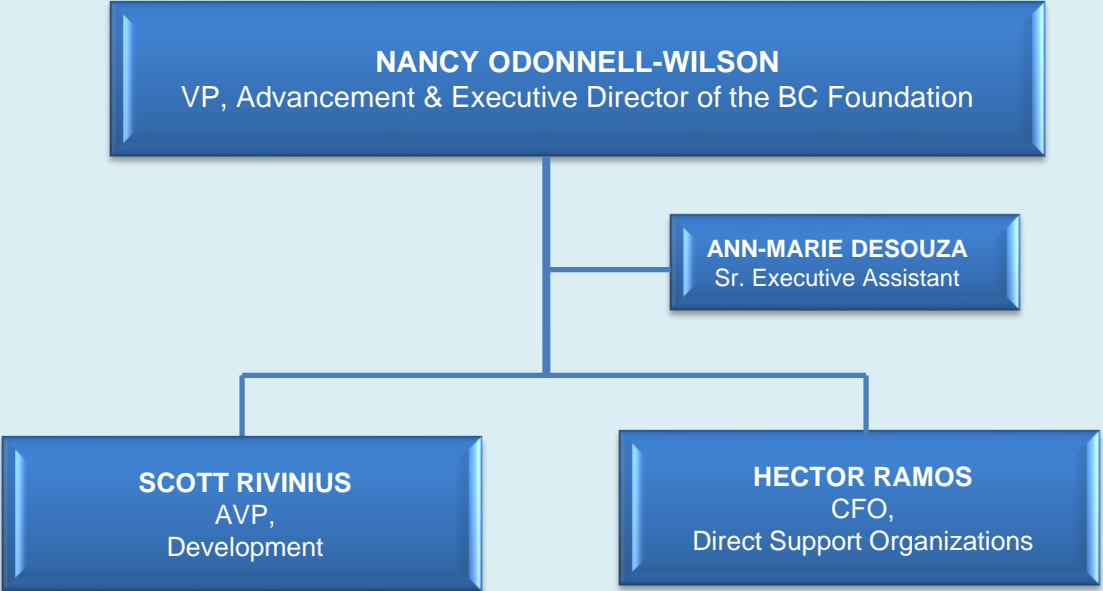 NANCY ODONNELL-WILSON
VP, Advancement & Executive Director of the BC Foundation
ANN-MARIE DESOUZA
Sr. Executive Assistant
SCOTT RIVINIUS
AVP,
Development
HECTOR RAMOS
CFO,
Direct Support Organizations